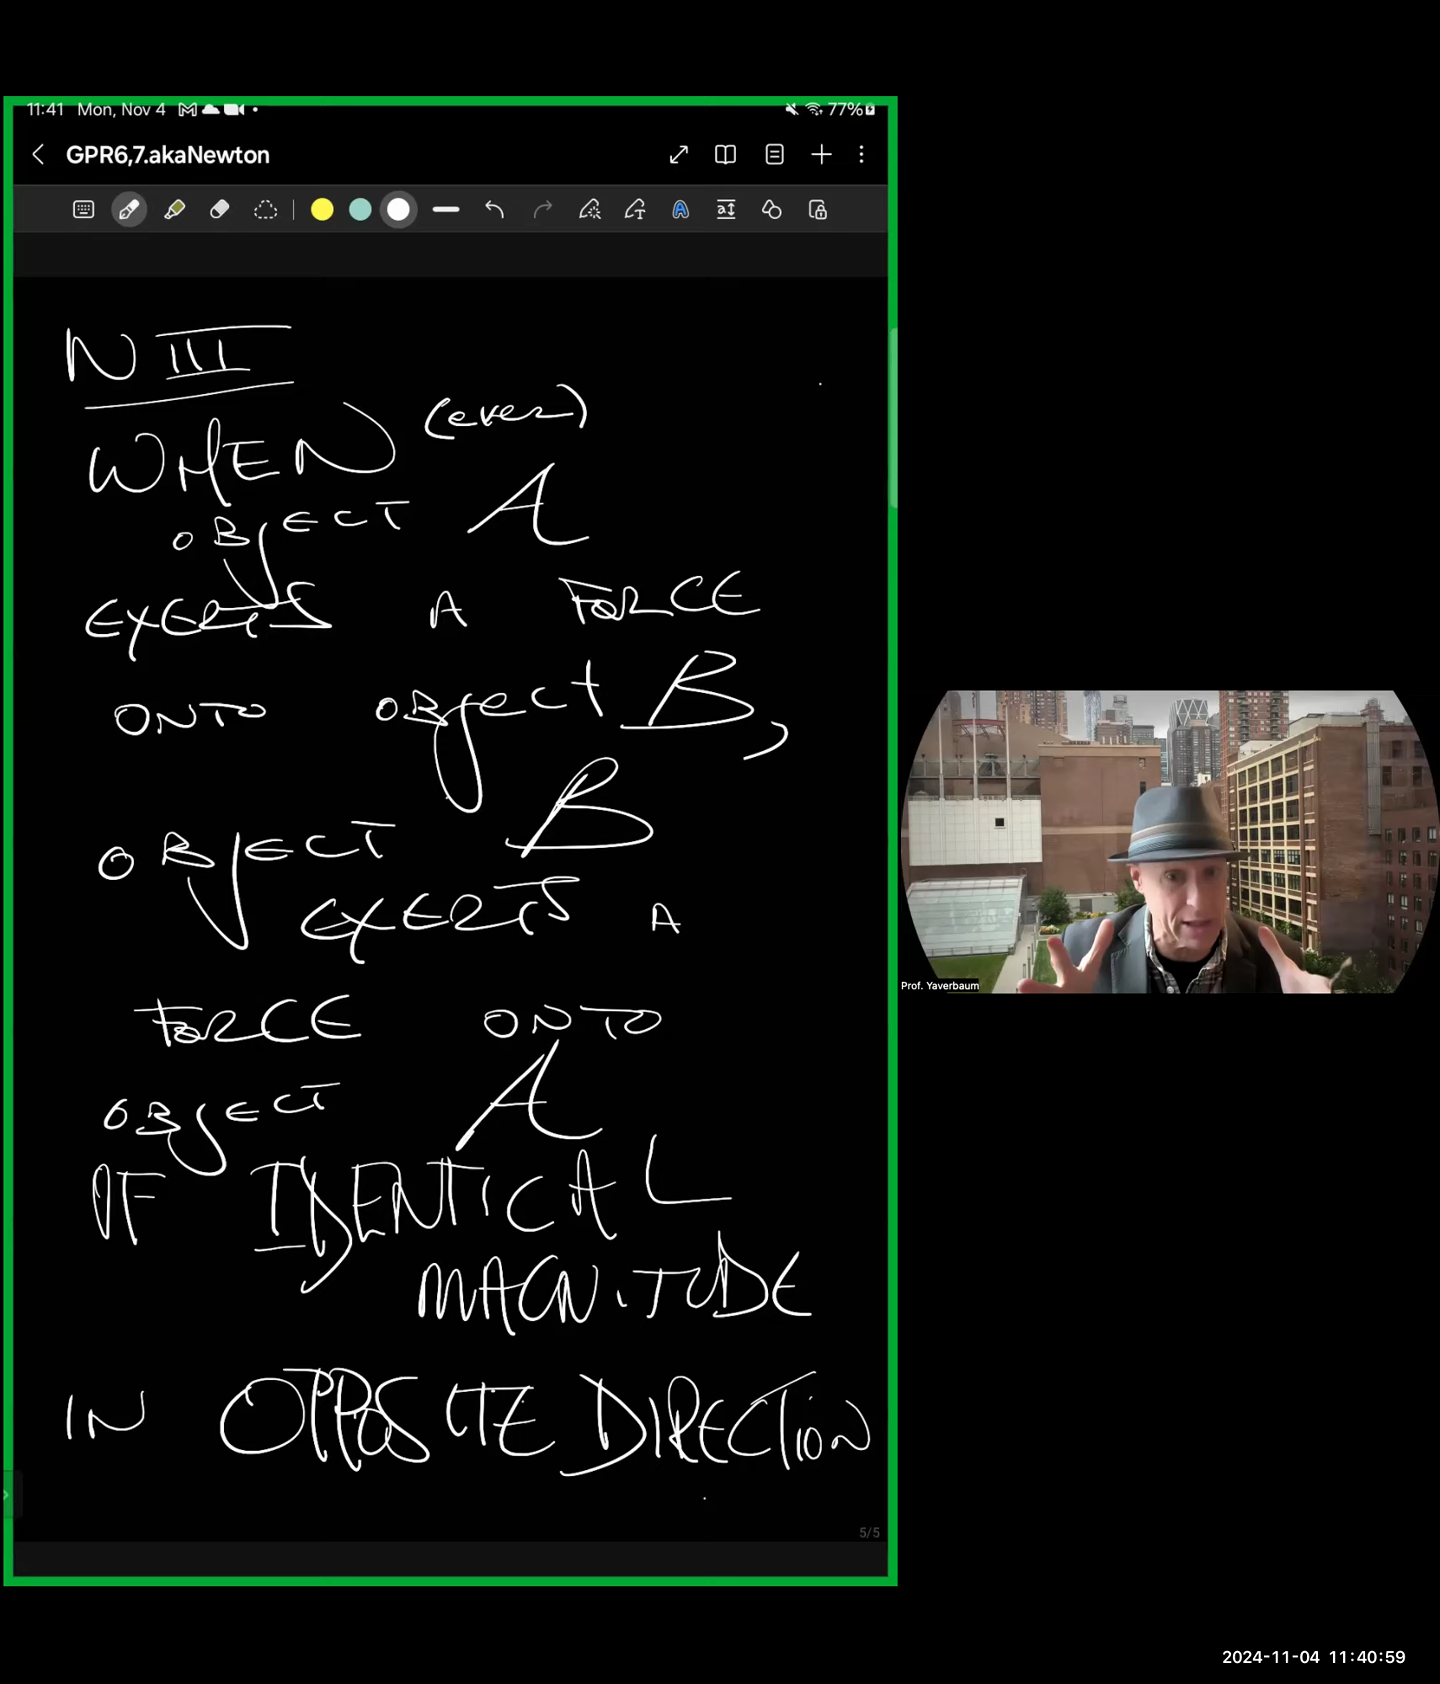 11:41 Mon, Nov 4 77%
GPR6,7.akaNewton
N III
WHEN (ever)
OBJECT A
EXERTS A FORCE
ONTO OBject B,
OBJECT B
EXERTS A
FORCE ONTO
OBJECT A
OF IDENTICAL
MAGNITUDE
IN OPPOSITE DIRECTION
5/5
Prof. Yaverbaum
2024-11-04 11:40:59